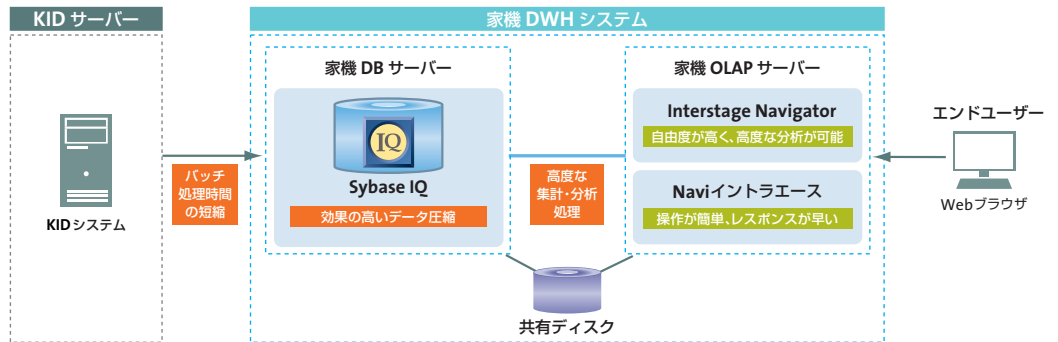 KID サーバー
家機 DWH システム
家機 DB サーバー
家機 OLAP サーバー
IQ
Sybase IQ
効果の高いデータ圧縮
Interstage Navigator
自由度が高く、高度な分析が可能
Naviイントラエース
操作が簡単、レスポンスが早い
エンドユーザー
Webブラウザ
KIDシステム
バッチ
処理時間
の短縮
高度な
集計・分析
処理
共有ディスク